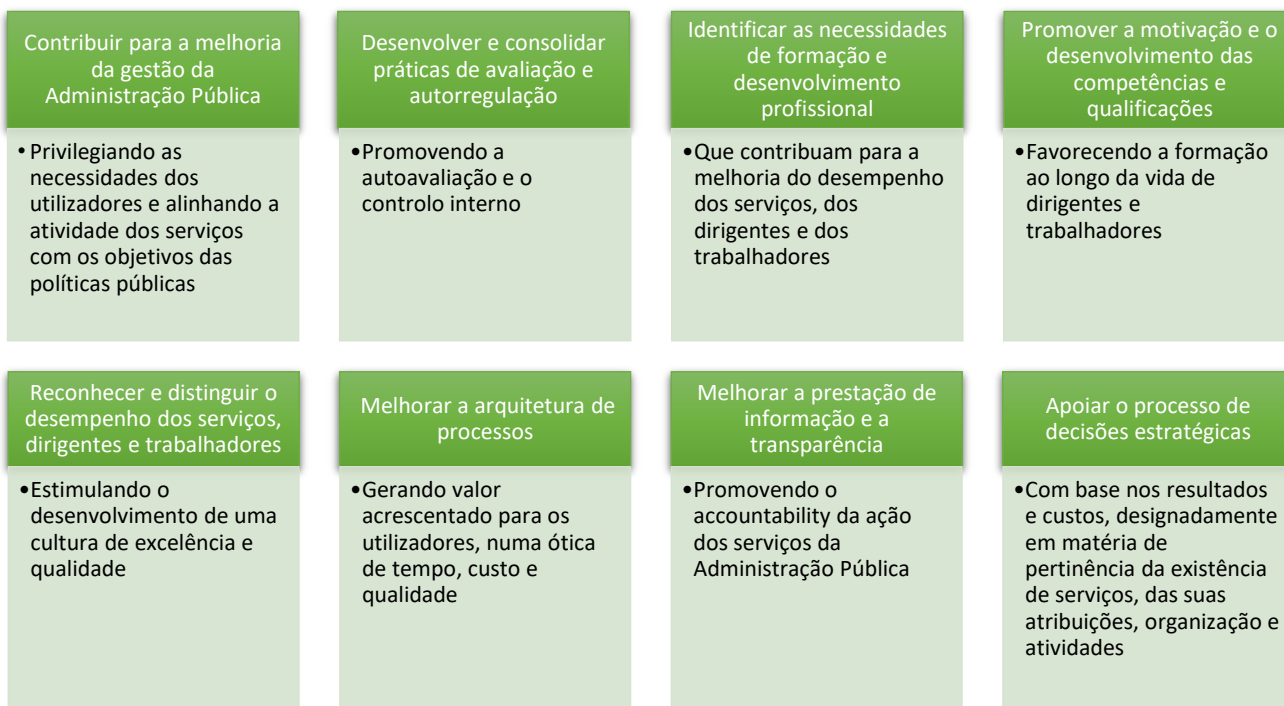 Contribuir para a melhoria
da gestão da
Administração Pública
• Privilegiando as
necessidades dos
utilizadores e alinhando a
atividade dos serviços
com os objetivos das
políticas públicas
Desenvolver e consolidar
práticas de avaliação e
autorregulação
•Promovendo a
autoavaliação e o
controlo interno
Identificar as necessidades
de formação e
desenvolvimento
profissional
•Que contribuam para a
melhoria do desempenho
dos serviços, dos
dirigentes e dos
trabalhadores
Promover a motivação e o
desenvolvimento das
competências e
qualificações
•Favorecendo a formação
ao longo da vida de
dirigentes e
trabalhadores
Reconhecer e distinguir o
desempenho dos serviços,
dirigentes e trabalhadores
•Estimulando o
desenvolvimento de uma
cultura de excelência e
qualidade
Melhorar a arquitetura de
processos
•Gerando valor
acrescentado para os
utilizadores, numa ótica
de tempo, custo e
qualidade
Melhorar a prestação de
informação e a
transparência
•Promovendo o
accountability da ação
dos serviços da
Administração Pública
Apoiar o processo de
decisões estratégicas
•Com base nos resultados
e custos, designadamente
em matéria de
pertinência da existência
de serviços, das suas
atribuições, organização e
atividades